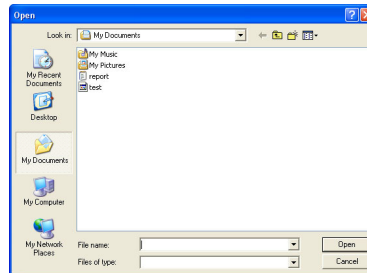 Open
Look in:
My Documents
My Recent
Documents
Desktop
My Documents
My Computer
My Network
Places
My Music
My Pictures
report
test
File name:
Open
Files of type:
Cancel